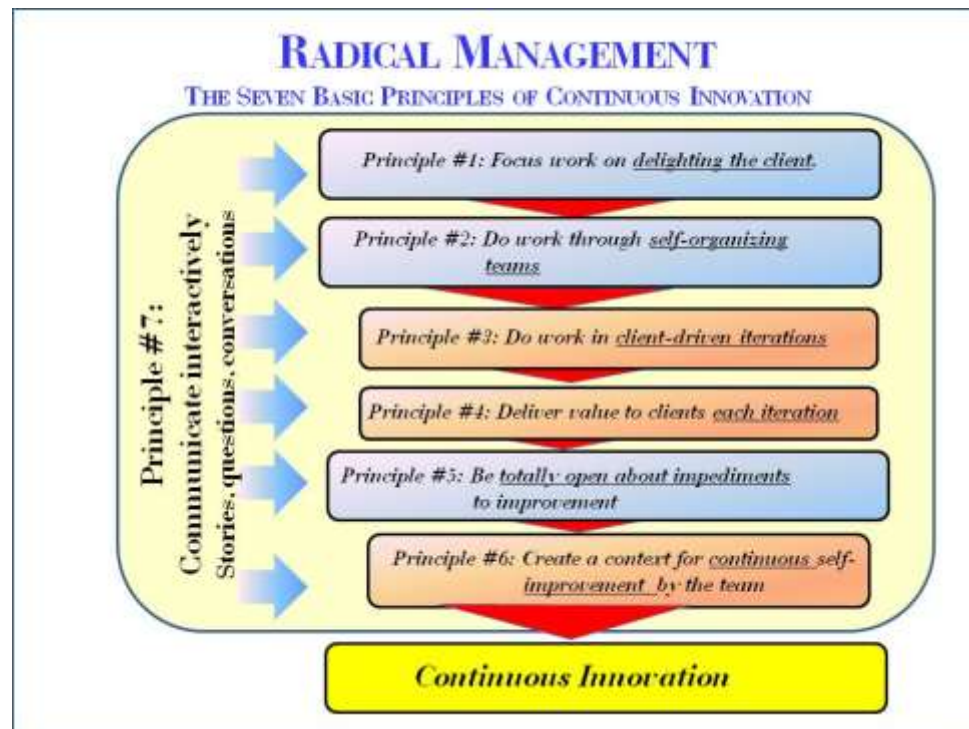 RADICAL MANAGEMENT
THE SEVEN BASIC PRINCIPLES OF CONTINUOUS INNOVATION
Principle #7:
Communicate interactively
Stories, questions, conversations
Principle #1: Focus work on delighting the client.
Principle #2: Do work through self-organizing
teams
Principle #3: Do work in client-driven iterations
Principle #4: Deliver value to clients each iteration
Principle #5: Be totally open about impediments
to improvement
Principle #6: Create a context for continuous self-
improvement by the team
Continuous Innovation